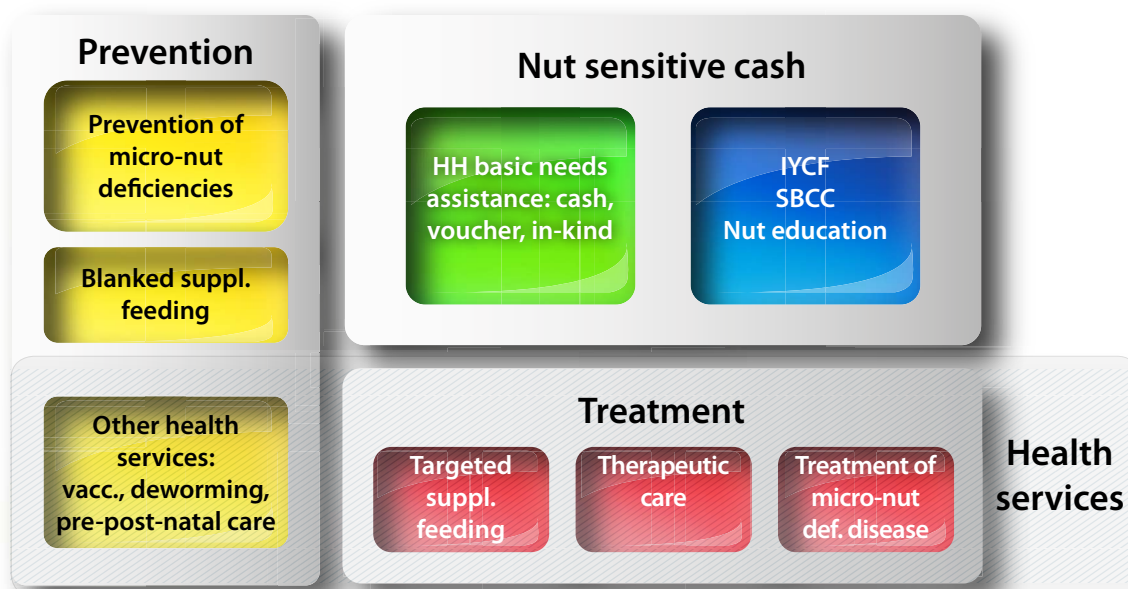 Prevention
Prevention of
micro-nut
deficiencies
Blanked suppl.
feeding
Other health
services:
vacc., deworming,
pre-post-natal care
Nut sensitive cash
HH basic needs
assistance: cash,
voucher, in-kind
IYCF
SBCC
Nut education
Treatment
Targeted
suppl.
feeding
Therapeutic
care
Treatment of
micro-nut
def. disease
Health
services